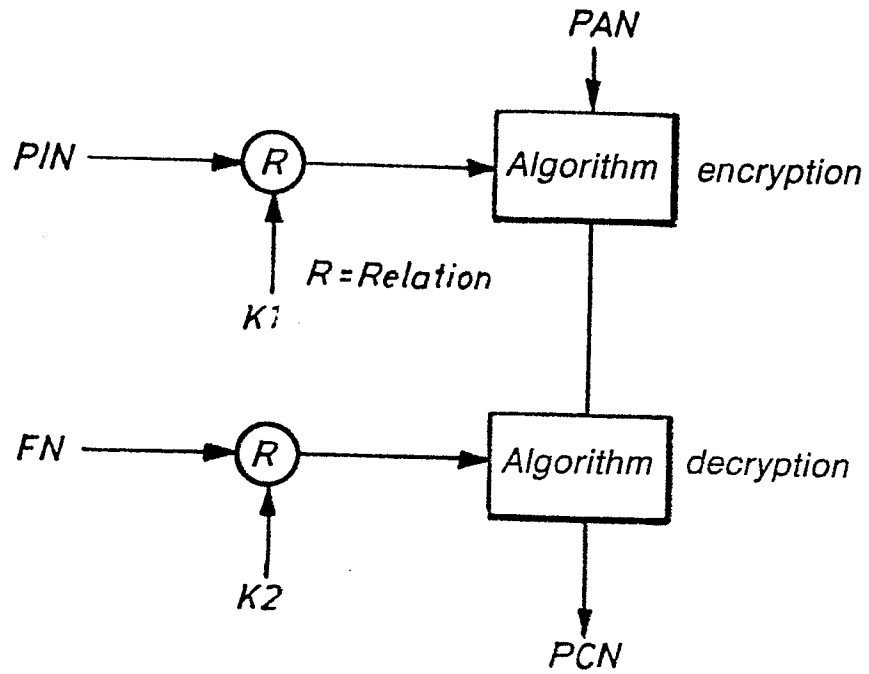 PAN
PIN
R
Algorithm
encryption
R = Relation
K1
FN
R
Algorithm
decryption
K2
PCN